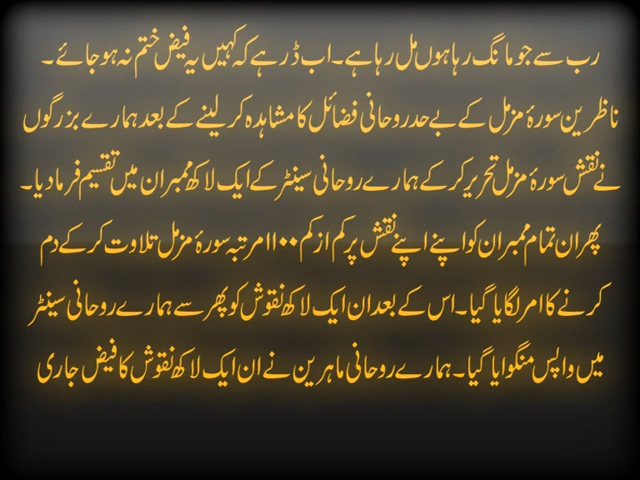 رب سے جو مانگ رہا ہوں مل رہا ہے۔ اب ڈر ہے کہ کہیں یہ فیض ختم نہ ہو جائے۔
ناظرین سورۂ مزمل کے بے حد روحانی فضائل کا مشاہدہ کر لینے کے بعد ہمارے بزرگوں
نے نقش سورۂ مزمل تحریر کر کے ہمارے روحانی سینٹر کے ایک لاکھ ممبران میں تقسیم فرما دیا۔
پھر ان تمام ممبران کو اپنے اپنے نقش پر کم از کم ۱۱۰۰ مرتبہ سورۂ مزمل تلاوت کر کے دم
کرنے کا امر لگایا گیا۔ اس کے بعد ان ایک لاکھ نقوش کو پھر سے ہمارے روحانی سینٹر
میں واپس منگوایا گیا۔ ہمارے روحانی ماہرین نے ان ایک لاکھ نقوش کا فیض جاری